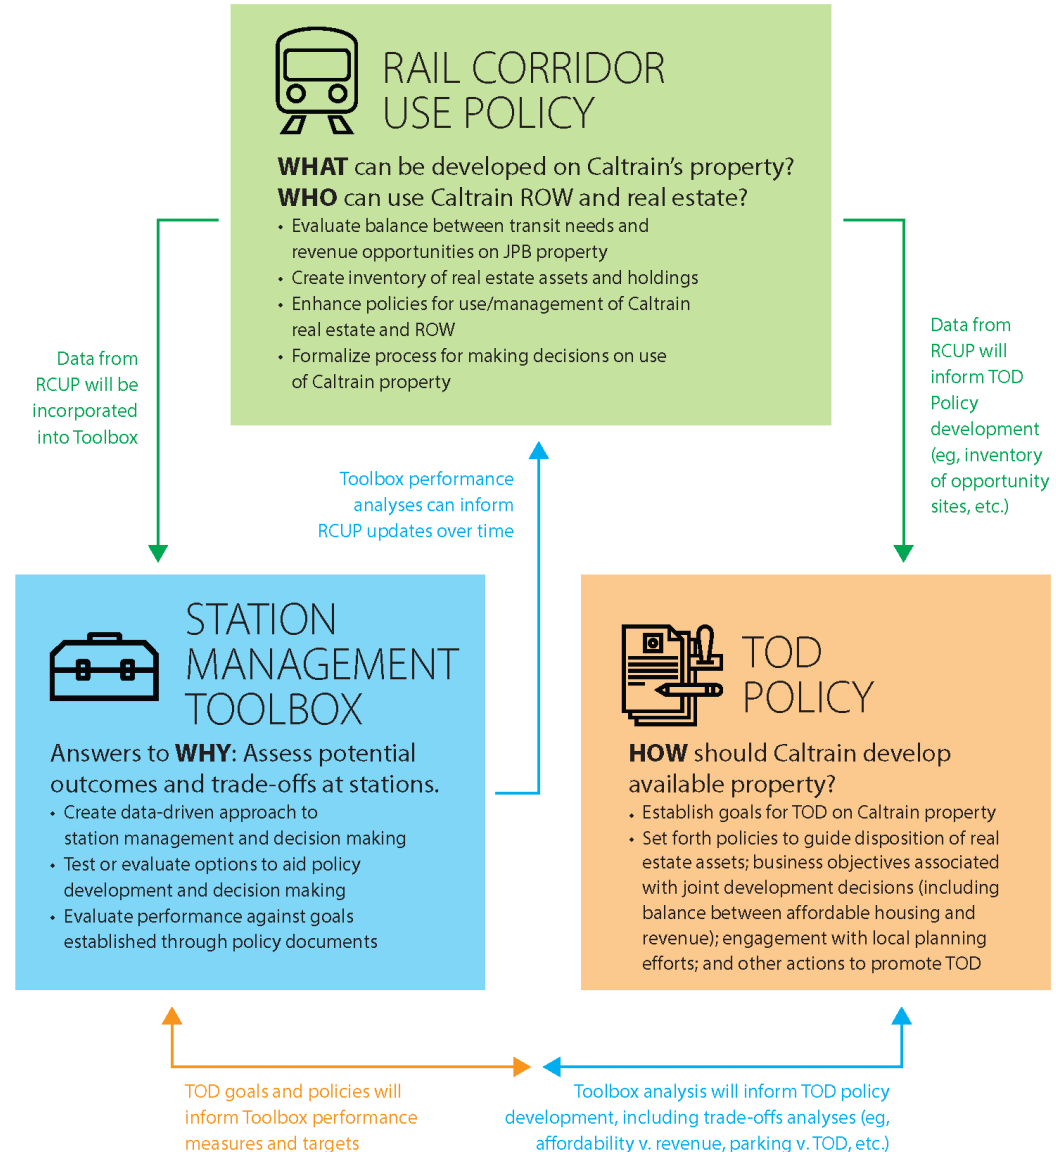 RAIL CORRIDOR
USE POLICY
WHAT can be developed on Caltrain's property?
WHO can use Caltrain ROW and real estate?
• Evaluate balance between transit needs and
revenue opportunities on JPB property
• Create inventory of real estate assets and holdings
• Enhance policies for use/management of Caltrain
real estate and ROW
• Formalize process for making decisions on use
of Caltrain property
Data from
RCUP will be
incorporated
into Toolbox
Data from
RCUP will
inform TOD
Policy
development
(eg, inventory
of opportunity
sites, etc.)
Toolbox performance
analyses can inform
RCUP updates over time
STATION
MANAGEMENT
TOOLBOX
Answers to WHY: Assess potential
outcomes and trade-offs at stations.
• Create data-driven approach to
station management and decision making
• Test or evaluate options to aid policy
development and decision making
• Evaluate performance against goals
established through policy documents
TOD
POLICY
HOW should Caltrain develop
available property?
• Establish goals for TOD on Caltrain property
• Set forth policies to guide disposition of real
estate assets; business objectives associated
with joint development decisions (including
balance between affordable housing and
revenue); engagement with local planning
efforts; and other actions to promote TOD
TOD goals and policies will
inform Toolbox performance
measures and targets
Toolbox analysis will inform TOD policy
development, including trade-offs analyses (eg,
affordability v. revenue, parking v. TOD, etc.)